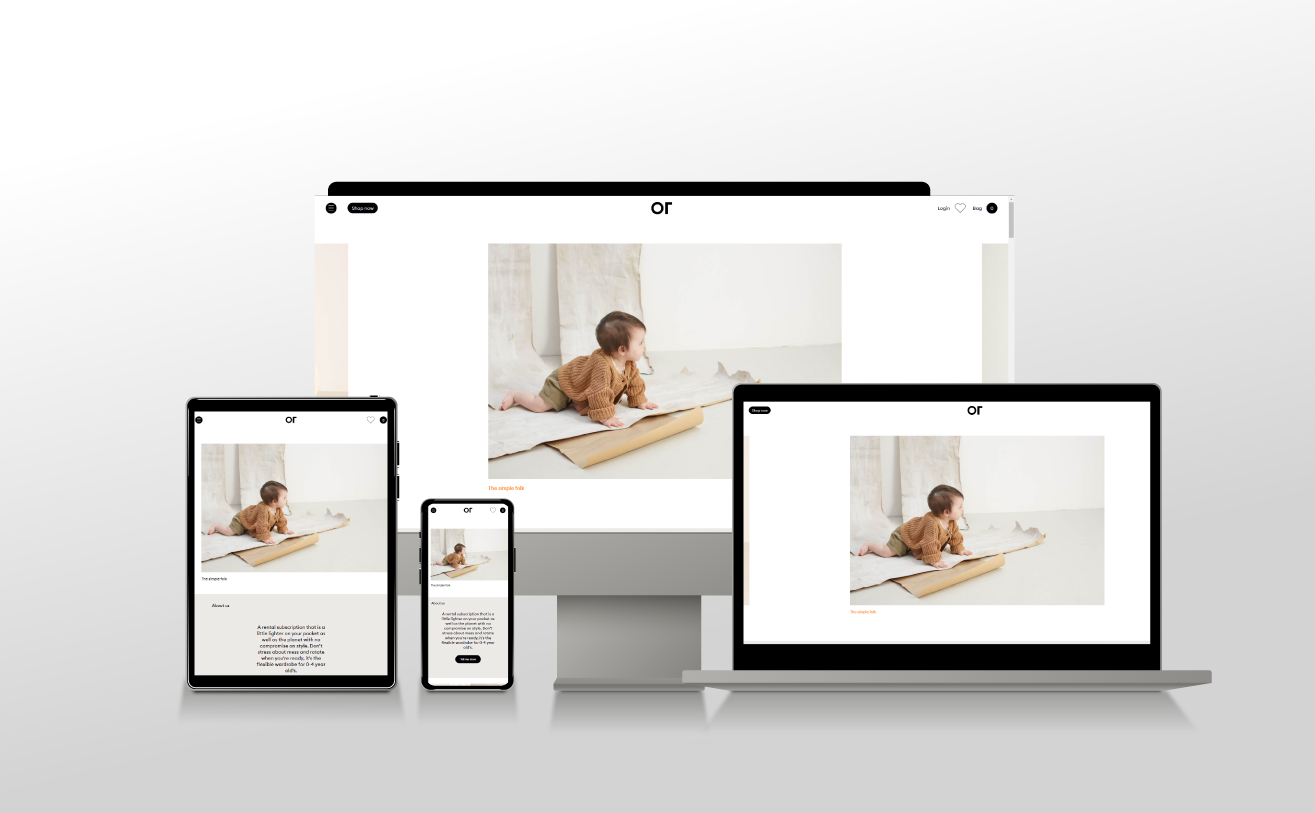 Shop now
or
Login
Bag
0
The simple folk
or
The simple folk
About us
A rental subscription that is a
little lighter on your pocket as
well as the planet with no
compromise on style. Don't
stress about mess and rotate
when you're ready, it's the
flexible wardrobe for 0-4 year
old's.
or
The simple folk
About us
A rental subscription that is a
little lighter on your pocket as
well as the planet with no
compromise on style. Don't
stress about mess and rotate
when you're ready, it's the
flexible wardrobe for 0-4 year
old's.
Tell me more
Shop now
or
The simple folk